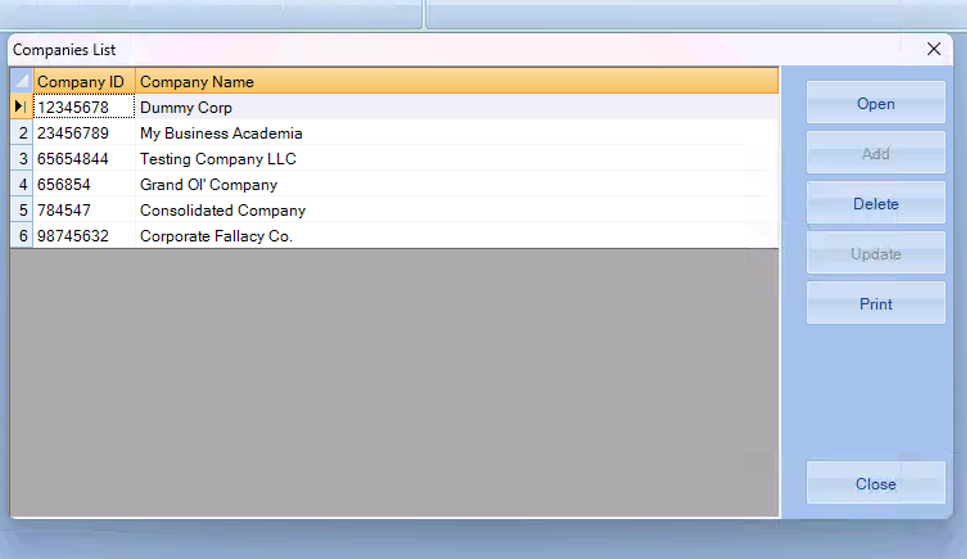 Companies List
Company ID Company Name
12345678 Dummy Corp
2 23456789 My Business Academia
3 65654844 Testing Company LLC
4 656854 Grand Ol' Company
5 784547 Consolidated Company
6 98745632 Corporate Fallacy Co.
Open
Add
Delete
Update
Print
Close